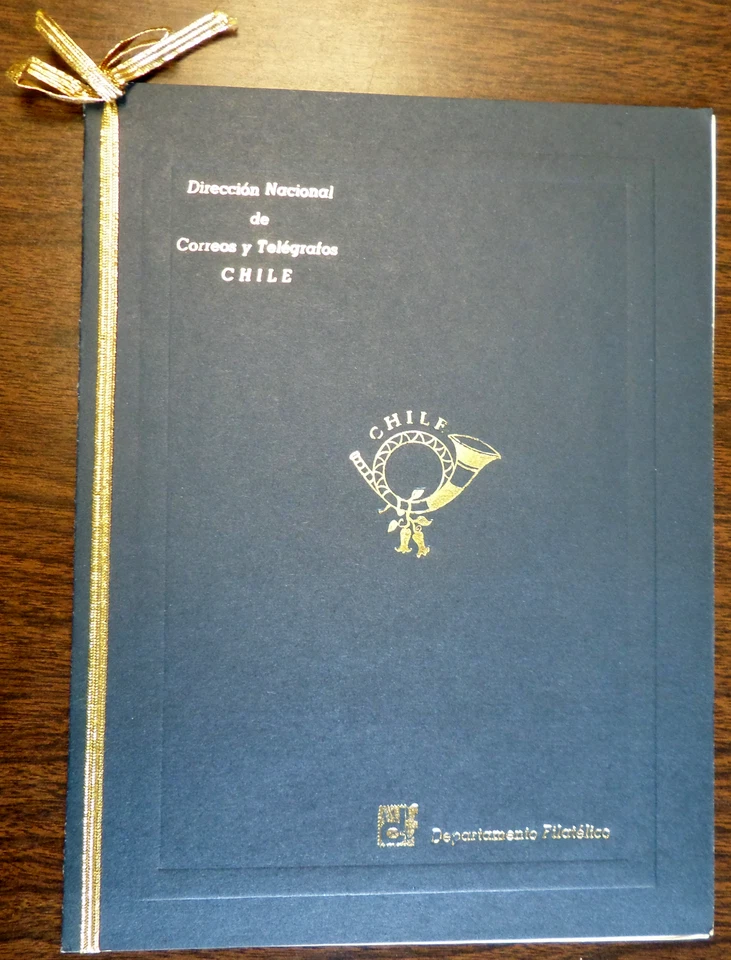 Dirección Nacional
de
Correos y Telégrafos
CHILE
CHILE
Departamento Filatélico